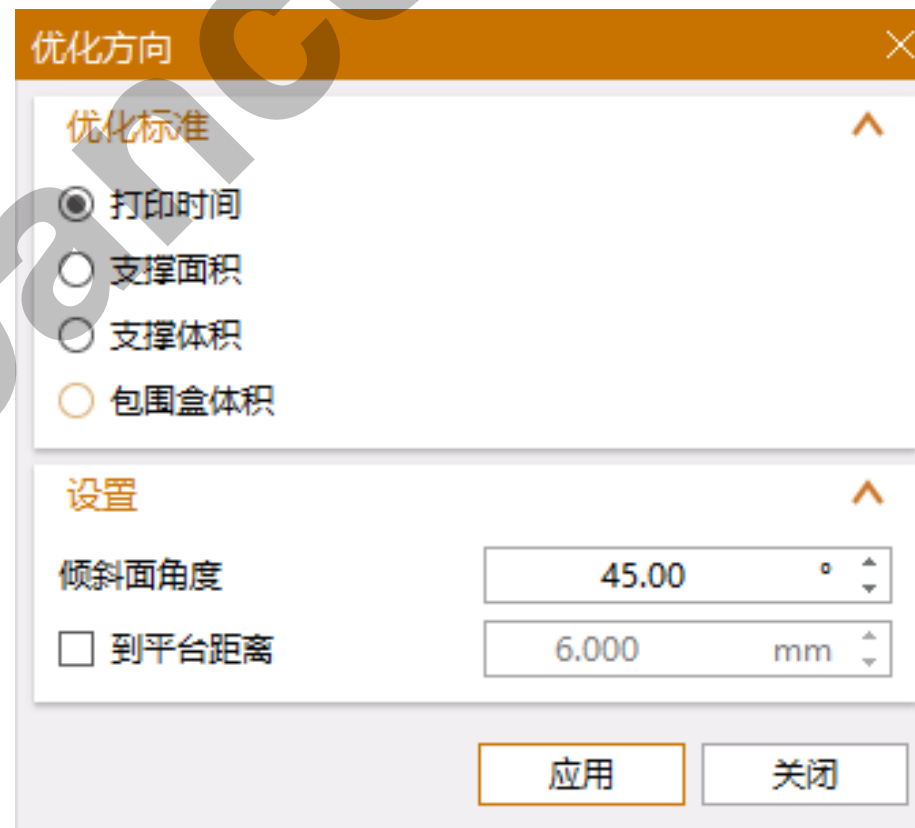 优化方向
优化标准
打印时间
支撑面积
支撑体积
包围盒体积
设置
倾斜面角度 45.00 °
到平台距离 6.000 mm
应用 关闭